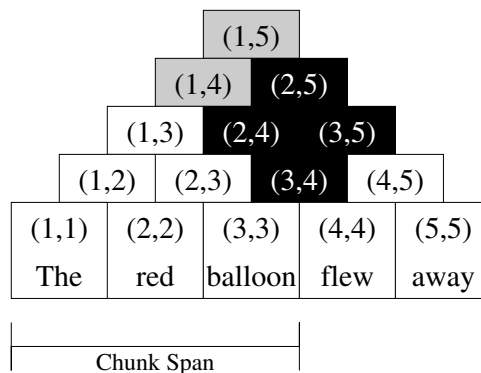 (1,5)
(1,4) (2,5)
(1,3) (2,4) (3,5)
(1,2) (2,3) (3,4) (4,5)
(1,1) (2,2) (3,3) (4,4) (5,5)
The red balloon flew away
Chunk Span